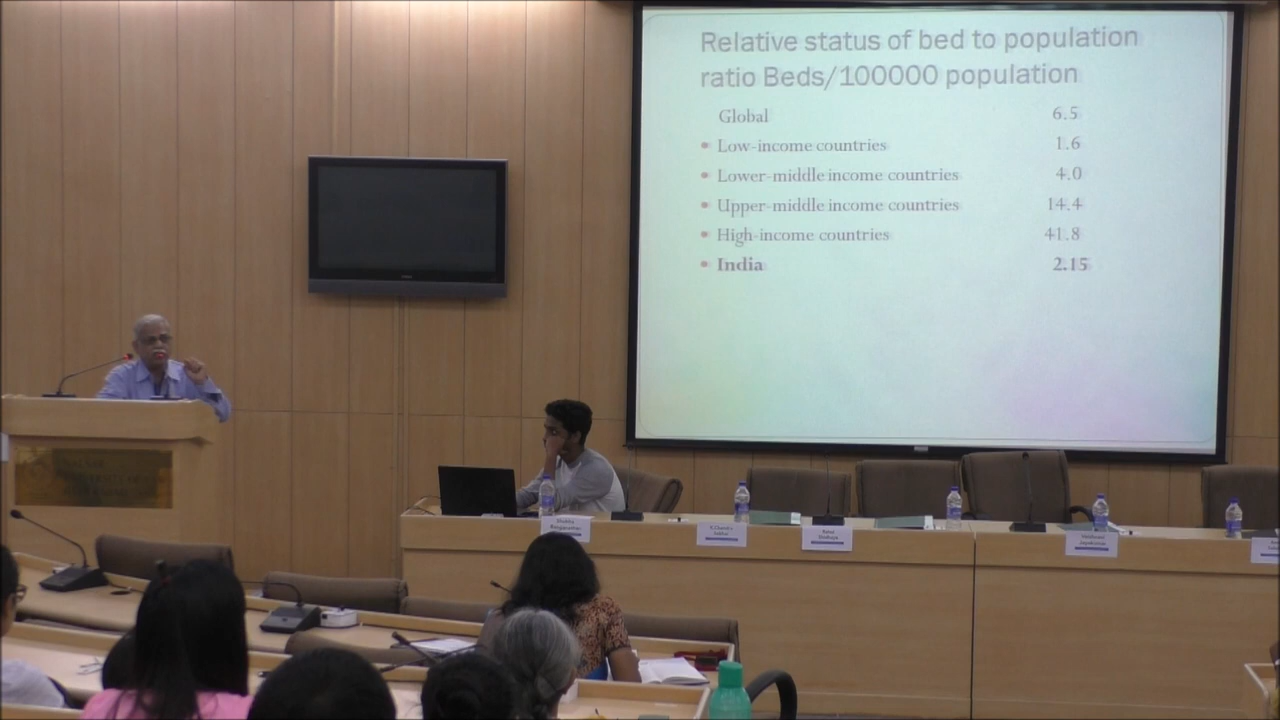 Relative status of bed to population
ratio Beds/100000 population
Global 6.5
Low-income countries 1.6
Lower-middle income countries 4.0
Upper-middle income countries 14.4
High-income countries 41.8
India 2.15